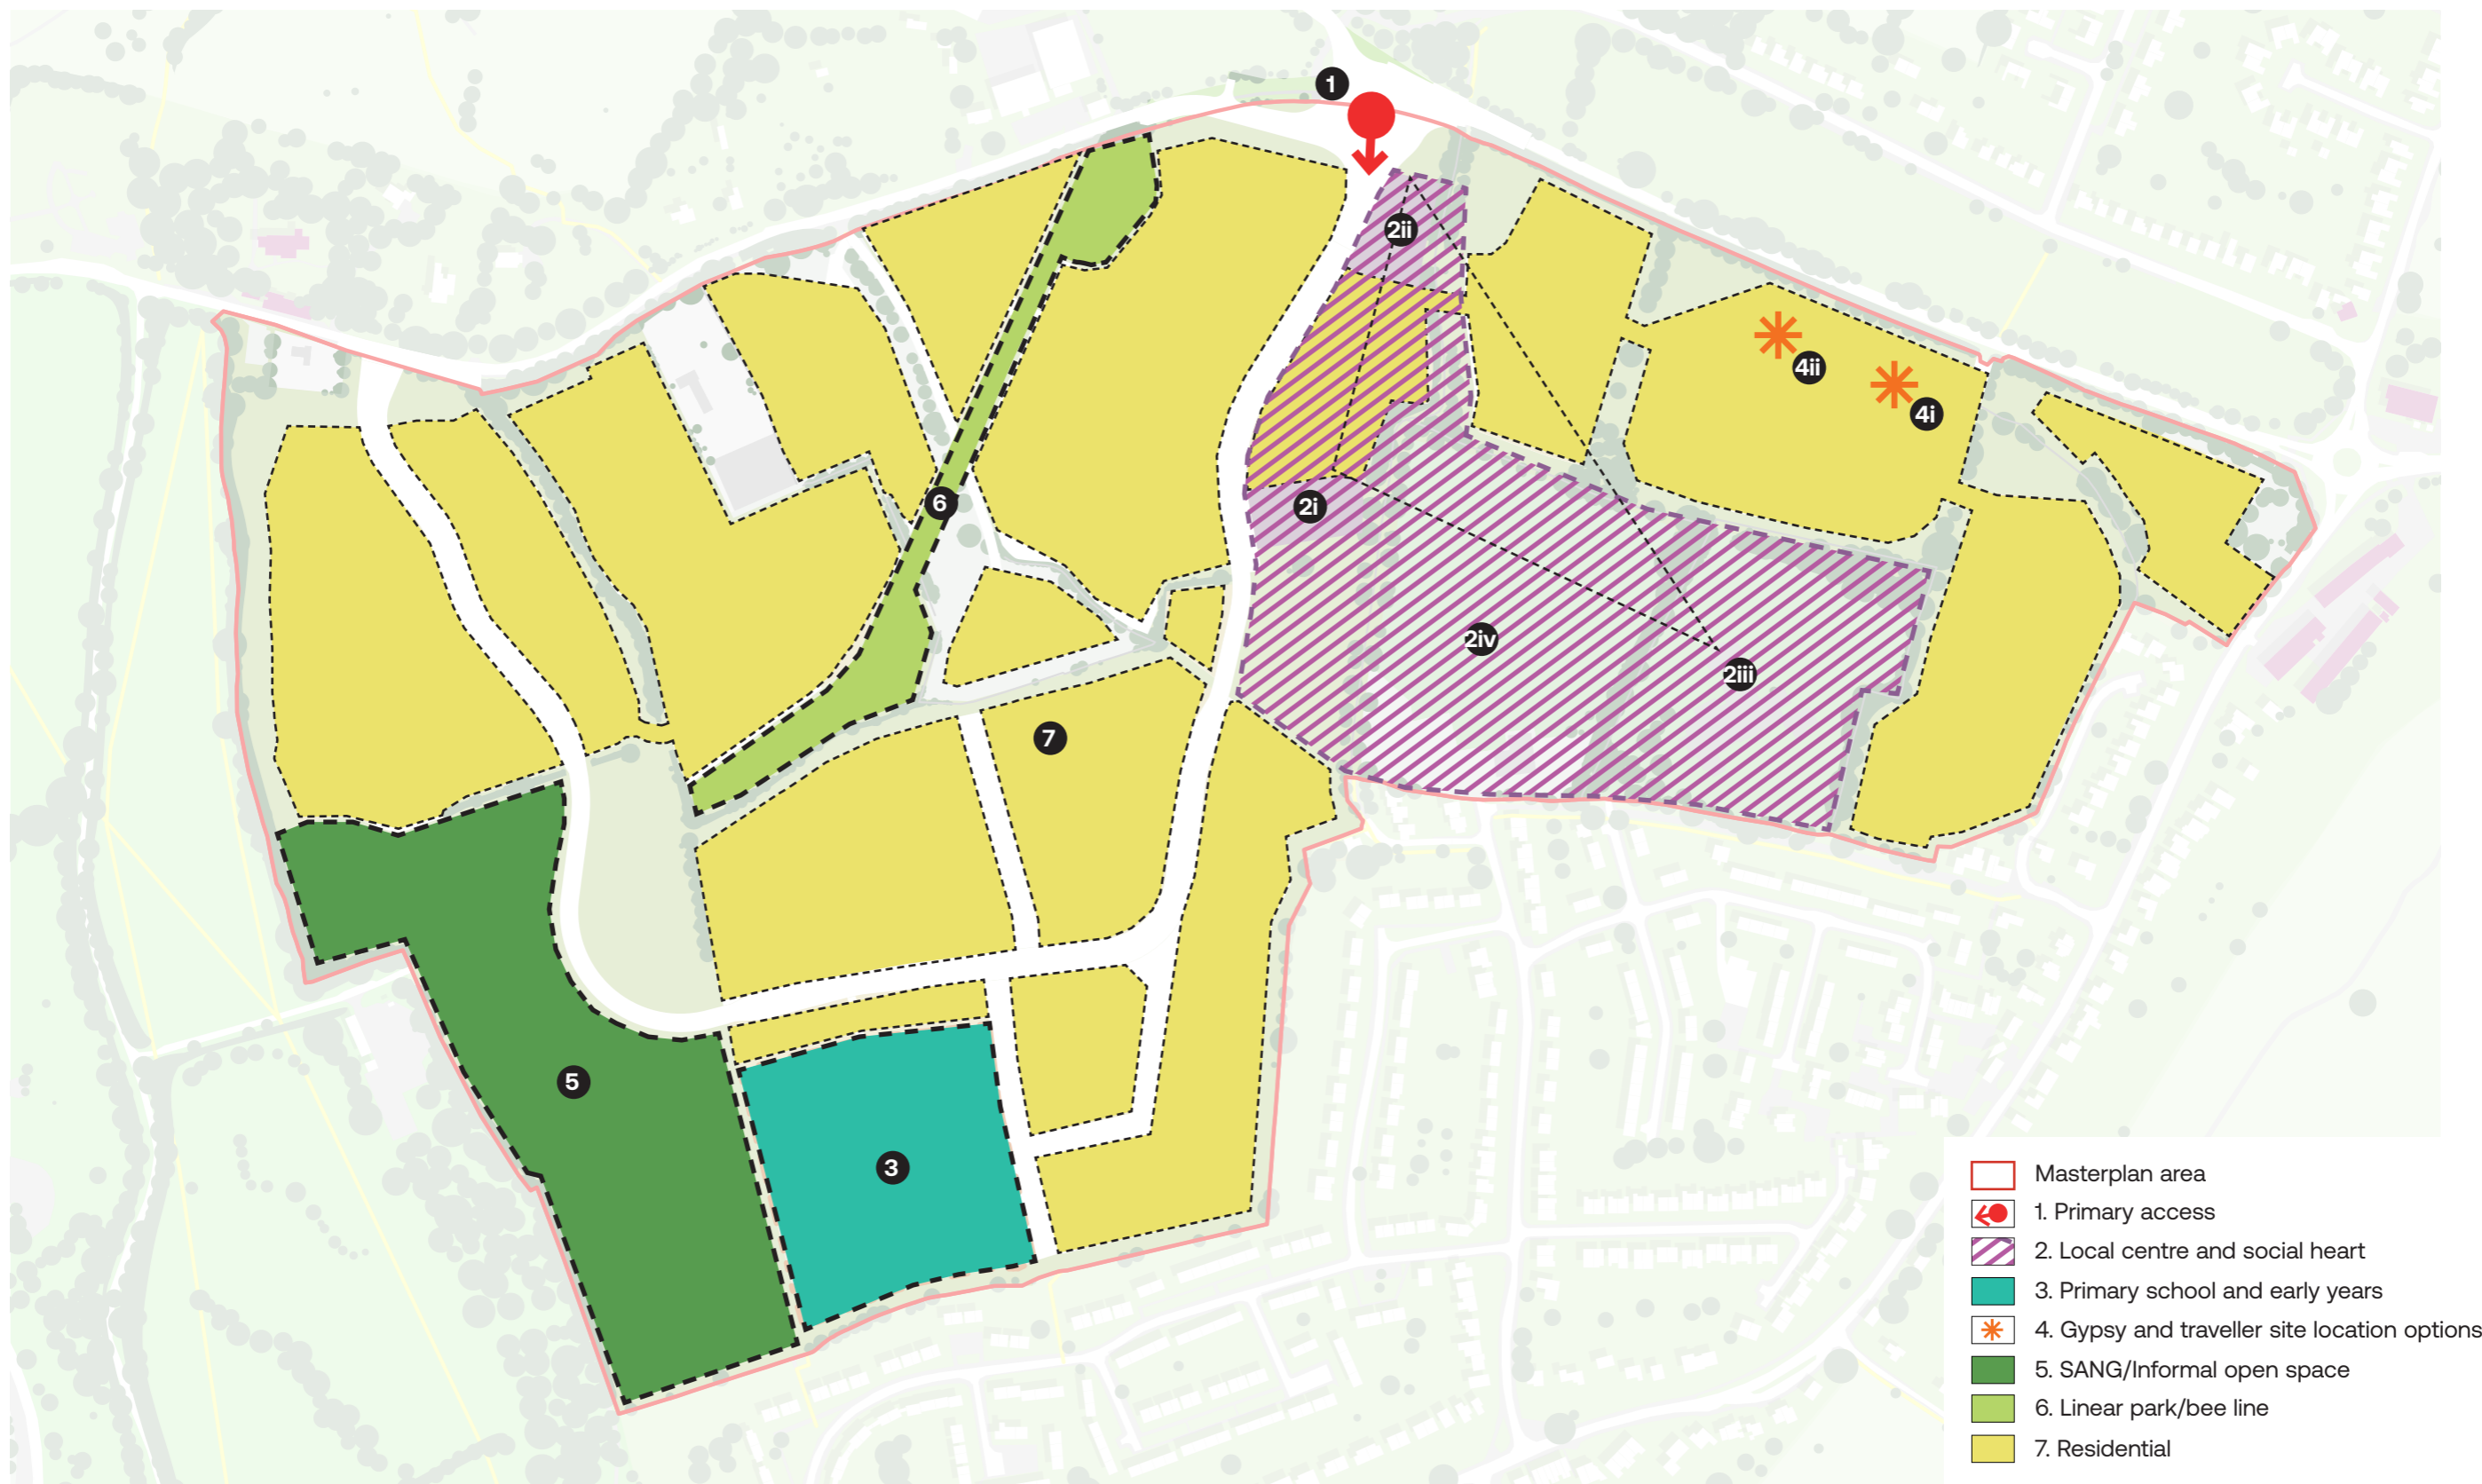 1
2ii
4ii
4i
6
2i
2iv
2iii
7
5
3
Masterplan area
1. Primary access
2. Local centre and social heart
3. Primary school and early years
4. Gypsy and traveller site location options
5. SANG/Informal open space
6. Linear park/bee line
7. Residential